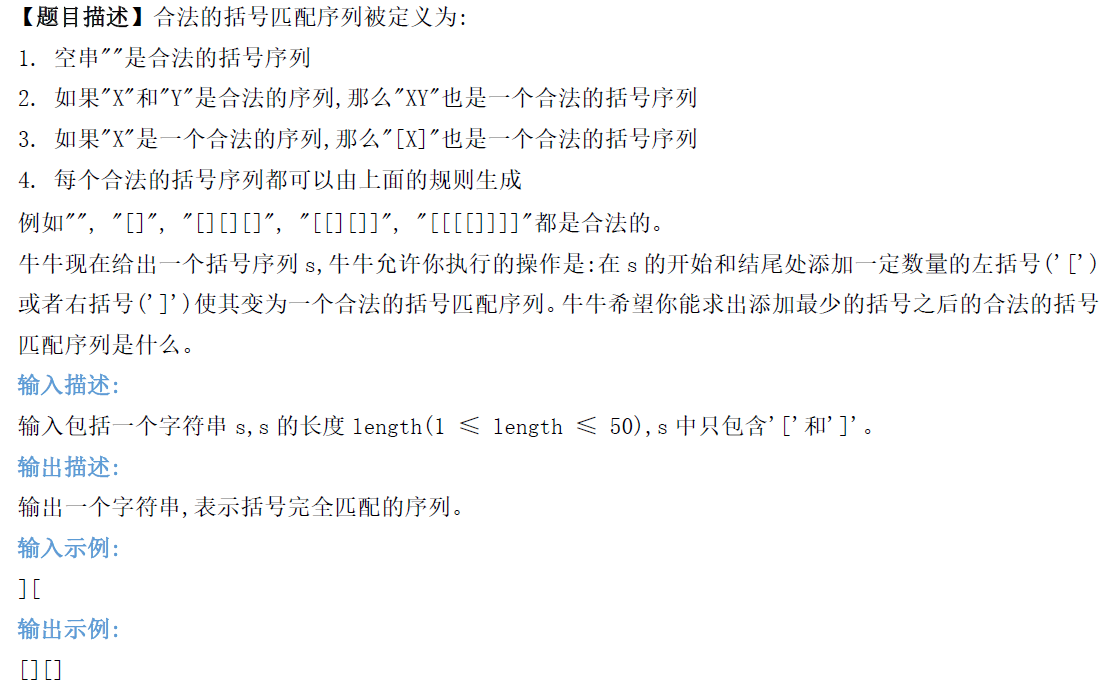 【题目描述】合法的括号匹配序列被定义为:
1. 空串""是合法的括号序列
2. 如果"X"和"Y"是合法的序列,那么"XY"也是一个合法的括号序列
3. 如果"X"是一个合法的序列,那么"[X]"也是一个合法的括号序列
4. 每个合法的括号序列都可以由上面的规则生成
例如"", "[]", "[][][]", "[[][]]", "[[[[]]]]"都是合法的。
牛牛现在给出一个括号序列s,牛牛允许你执行的操作是:在s的开始和结尾处添加一定数量的左括号('[')
或者右括号(']')使其变为一个合法的括号匹配序列。牛牛希望你能求出添加最少的括号之后的合法的括号
匹配序列是什么。
输入描述:
输入包括一个字符串s,s的长度length(1 ≤ length ≤ 50),s中只包含'['和']'。
输出描述:
输出一个字符串,表示括号完全匹配的序列。
输入示例:
][
输出示例:
[][]